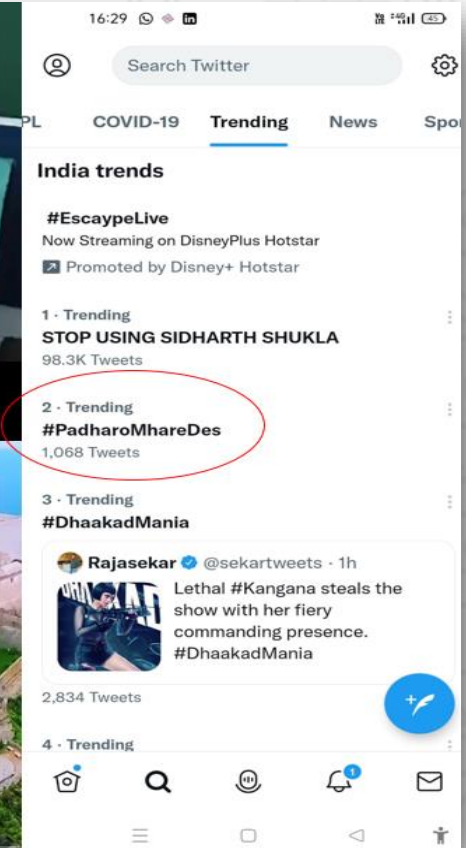 16:29
45
Search Twitter
PL COVID-19 Trending News Spo
India trends
#EscaypeLive
Now Streaming on DisneyPlus Hotstar
Promoted by Disney+ Hotstar
1 · Trending
STOP USING SIDHARTH SHUKLA
98.3K Tweets
2 · Trending
#PadharoMhareDes
1,068 Tweets
3 · Trending
#DhaakadMania
Rajasekar @sekartweets · 1h
Lethal #Kangana steals the
show with her fiery
commanding presence.
#DhaakadMania
2,834 Tweets
4 · Trending
1